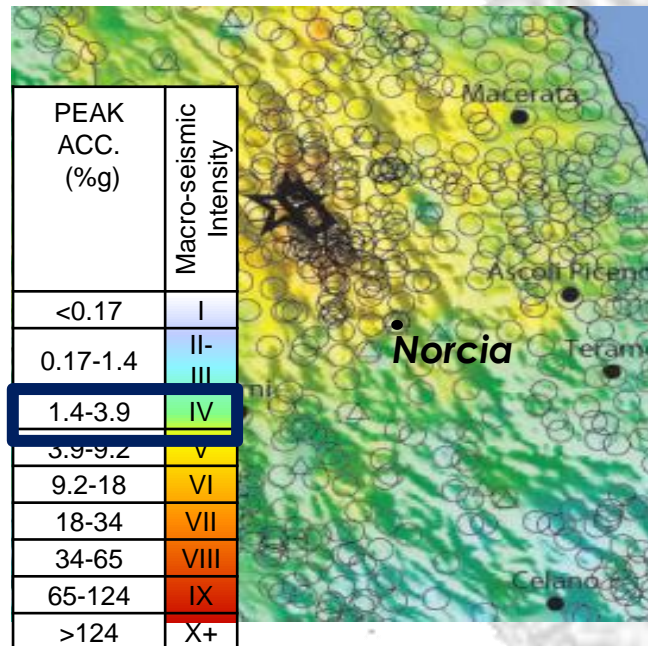 PEAK
ACC.
(%g)
Macro-seismic
Intensity
<0.17 I
0.17-1.4 II-
III
1.4-3.9 IV
3.9-9.2 V
9.2-18 VI
18-34 VII
34-65 VIII
65-124 IX
>124 X+
Macerata
Ascoli Piceno
Norcia
Teramo
ni
Celano